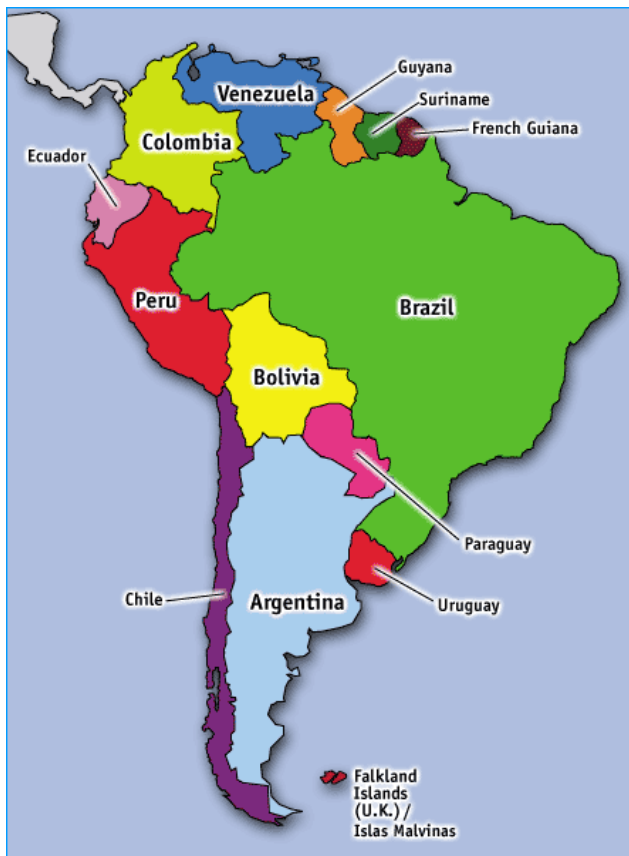 Guyana
Venezuela
Suriname
French Guiana
Colombia
Ecuador
Peru
Brazil
Bolivia
Paraguay
Chile
Argentina
Uruguay
Falkland
Islands
(U.K.) /
Islas Malvinas